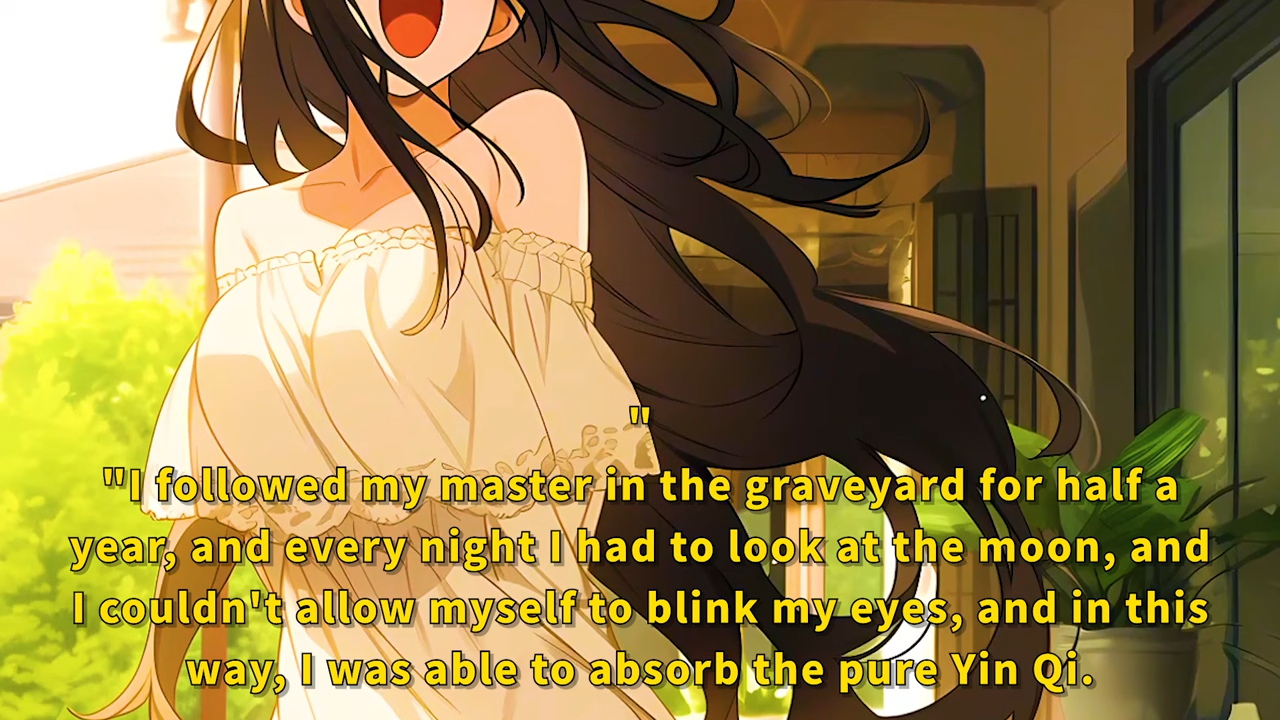 "
"I followed my master in the graveyard for half a
year, and every night I had to look at the moon, and
I couldn't allow myself to blink my eyes, and in this
way, I was able to absorb the pure Yin Qi.